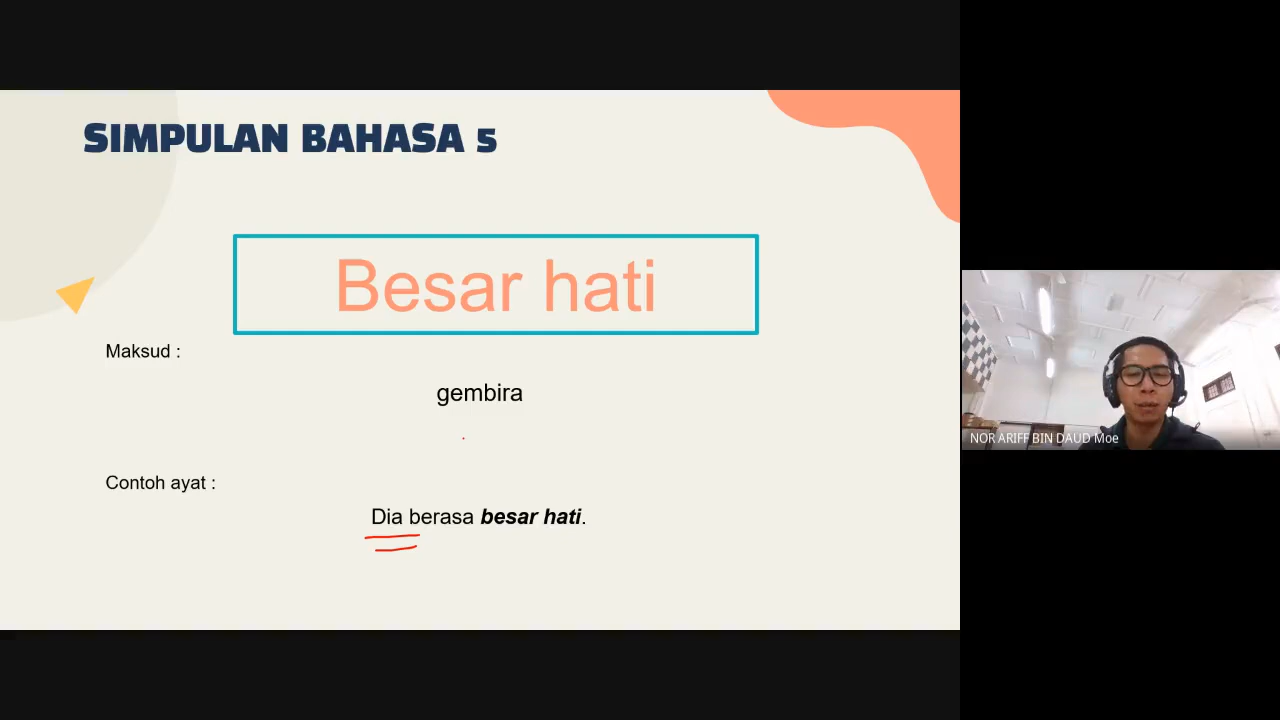 SIMPULAN BAHASA 5
Besar hati
Maksud :
gembira
Contoh ayat :
Dia berasa besar hati.
NOR ARIFF BIN DAUD Moe